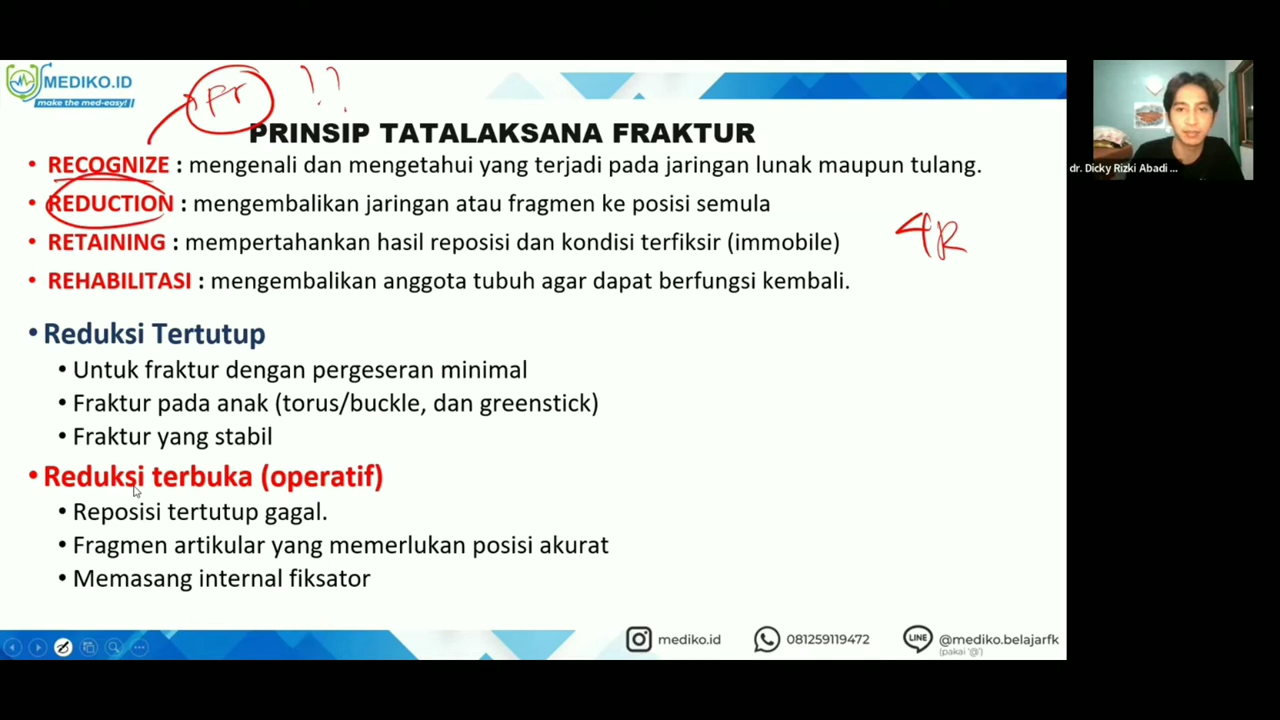 MEDIKO.ID
make the med-easy!
Fr !?
PRINSIP TATALAKSANA FRAKTUR
• RECOGNIZE : mengenali dan mengetahui yang terjadi pada jaringan lunak maupun tulang.
• REDUCTION : mengembalikan jaringan atau fragmen ke posisi semula
• RETAINING : mempertahankan hasil reposisi dan kondisi terfiksir (immobile)
• REHABILITASI : mengembalikan anggota tubuh agar dapat berfungsi kembali.
4R
• Reduksi Tertutup
• Untuk fraktur dengan pergeseran minimal
• Fraktur pada anak (torus/buckle, dan greenstick)
• Fraktur yang stabil
• Reduksi terbuka (operatif)
• Reposisi tertutup gagal.
• Fragmen artikular yang memerlukan posisi akurat
• Memasang internal fiksator
mediko.id
081259119472
LINE
@mediko.belajarfk
(pakai '@')
dr. Dicky Rizki Abadi ...